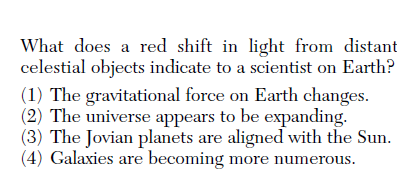 What does a red shift in light from distant
celestial objects indicate to a scientist on Earth?
(1) The gravitational force on Earth changes.
(2) The universe appears to be expanding.
(3) The Jovian planets are aligned with the Sun.
(4) Galaxies are becoming more numerous.